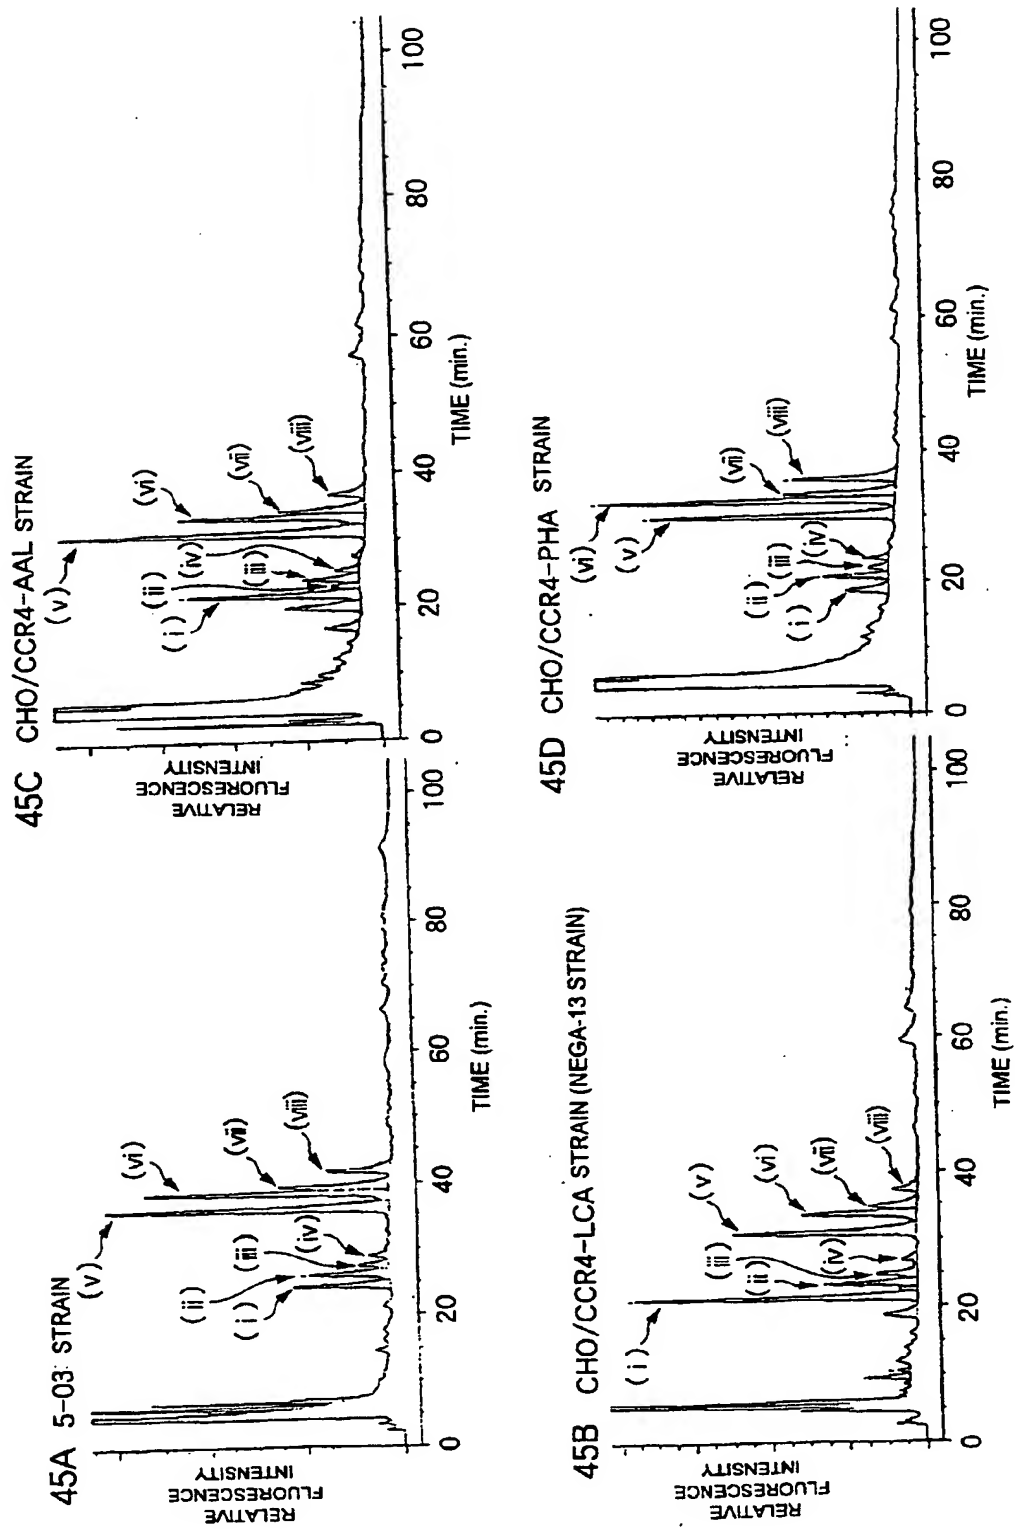 45A 5-03: STRAIN
RELATIVE
FLUORESCENCE
INTENSITY
(i)
(ii)
(iii)
(iv)
(v)
(vi)
(vii)
(viii)
0 20 40 60 80 100
TIME (min.)
45B CHO/CCR4-LCA STRAIN (NEGA-13 STRAIN)
RELATIVE
FLUORESCENCE
INTENSITY
(i)
(ii)
(iii)
(iv)
(v)
(vi)
(vii)
(viii)
0 20 40 60 80 100
TIME (min.)
45C CHO/CCR4-AAL STRAIN
RELATIVE
FLUORESCENCE
INTENSITY
(i)
(ii)
(iii)
(iv)
(v)
(vi)
(vii)
(viii)
0 20 40 60 80 100
TIME (min.)
45D CHO/CCR4-PHA STRAIN
RELATIVE
FLUORESCENCE
INTENSITY
(i)
(ii)
(iii)
(iv)
(v)
(vi)
(vii)
(viii)
0 20 40 60 80 100
TIME (min.)